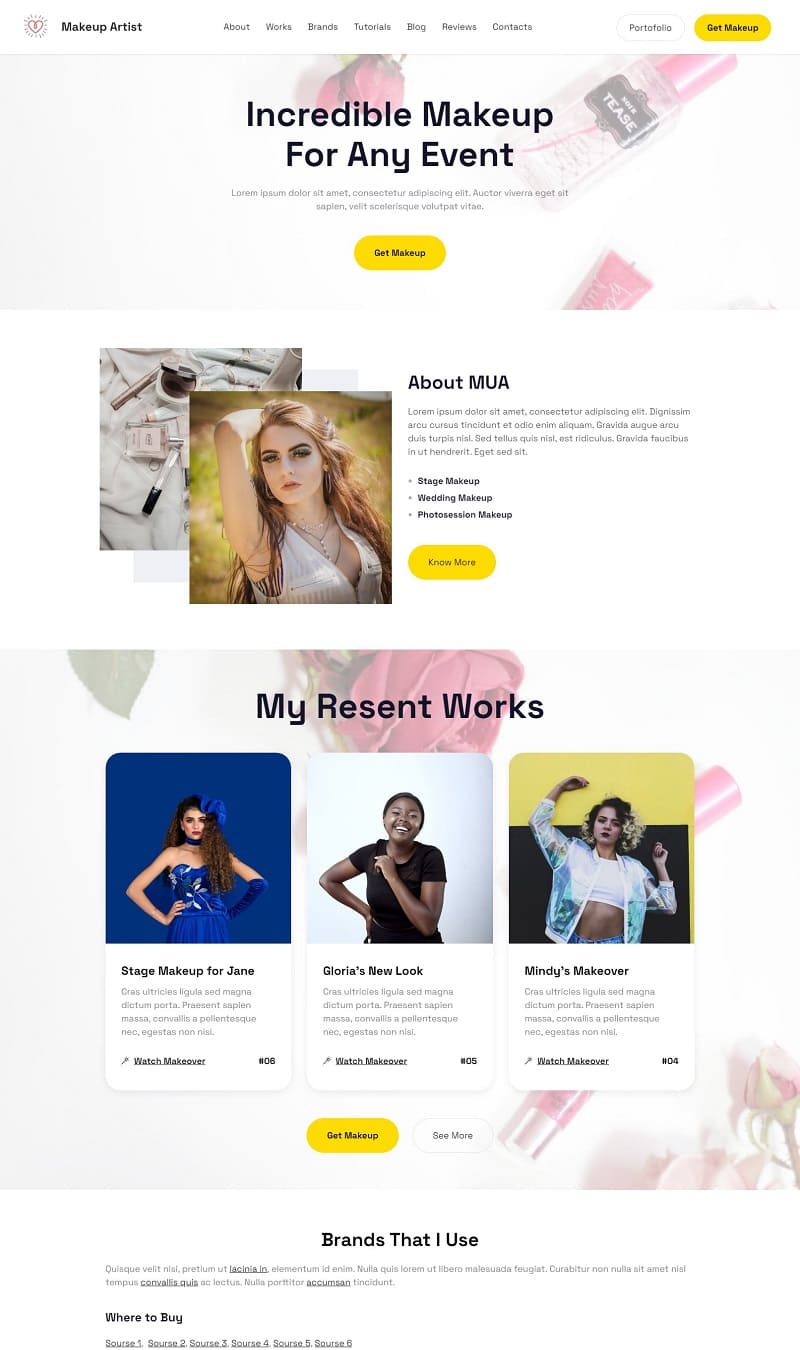 Makeup Artist
About Works Brands Tutorials Blog Reviews Contacts
Portofolio
Get Makeup
NOIR
TEASE
Incredible Makeup
For Any Event
Lorem ipsum dolor sit amet, consectetur adipiscing elit. Auctor viverra eget sit
sapien, velit scelerisque volutpat vitae.
Get Makeup
About MUA
Lorem ipsum dolor sit amet, consectetur adipiscing elit. Dignissim
arcu cursus tincidunt et odio enim aliquam. Gravida augue arcu
duis turpis nisl. Sed tellus quis nisl, est ridiculus. Gravida faucibus
in ut hendrerit. Eget sed sit.
Stage Makeup
Wedding Makeup
Photosession Makeup
Know More
My Resent Works
Stage Makeup for Jane
Cras ultricies ligula sed magna
dictum porta. Praesent sapien
massa, convallis a pellentesque
nec, egestas non nisi.
Watch Makeover #06
Gloria's New Look
Cras ultricies ligula sed magna
dictum porta. Praesent sapien
massa, convallis a pellentesque
nec, egestas non nisi.
Watch Makeover #05
Mindy's Makeover
Cras ultricies ligula sed magna
dictum porta. Praesent sapien
massa, convallis a pellentesque
nec, egestas non nisi.
Watch Makeover #04
Get Makeup
See More
Brands That I Use
Quisque velit nisi, pretium ut lacinia in, elementum id enim. Nulla quis lorem ut libero malesuada feugiat. Curabitur non nulla sit amet nisl
tempus convallis quis ac lectus. Nulla porttitor accumsan tincidunt.
Where to Buy
Sourse 1, Sourse 2, Sourse 3, Sourse 4, Sourse 5, Sourse 6